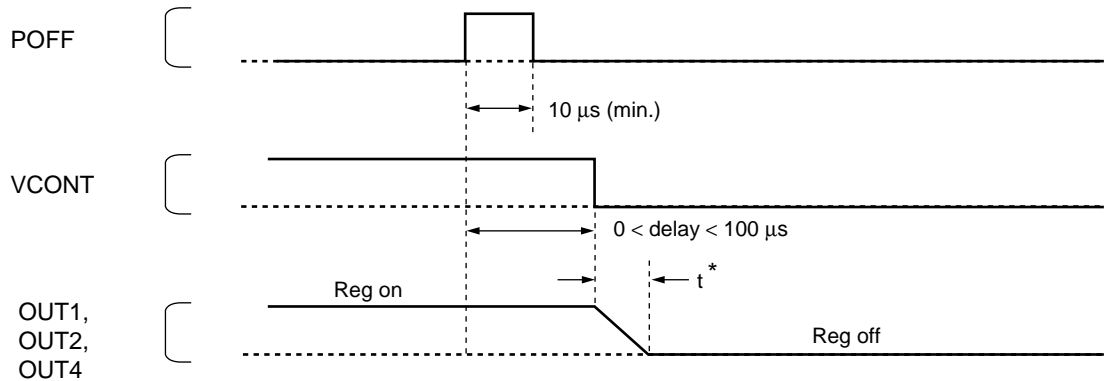 POFF
10 μs (min.)
VCONT
0 < delay < 100 μs
t*
Reg on
OUT1,
OUT2,
OUT4
Reg off